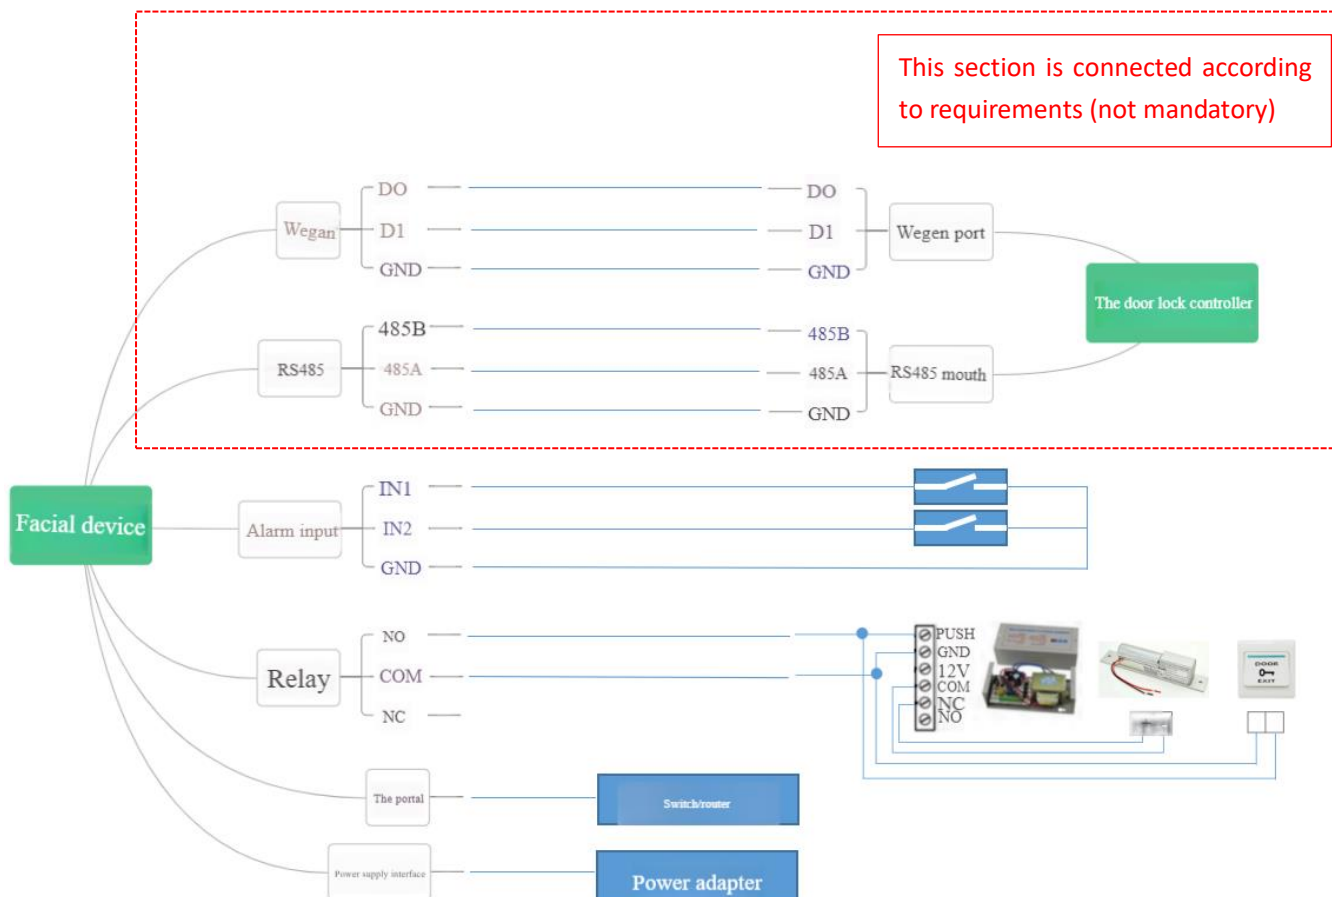 This section is connected according
to requirements (not mandatory)
DO
Wegan
D1
GND
DO
D1
GND
Wegen port
The door lock controller
485B
RS485
485A
GND
485B
485A
GND
RS485 mouth
Facial device
Alarm input
IN1
IN2
GND
Relay
NO
COM
NC
PUSH
GND
12V
COM
NC
NO
DOOR
EXIT
The portal
Switch/router
Power supply interface
Power adapter